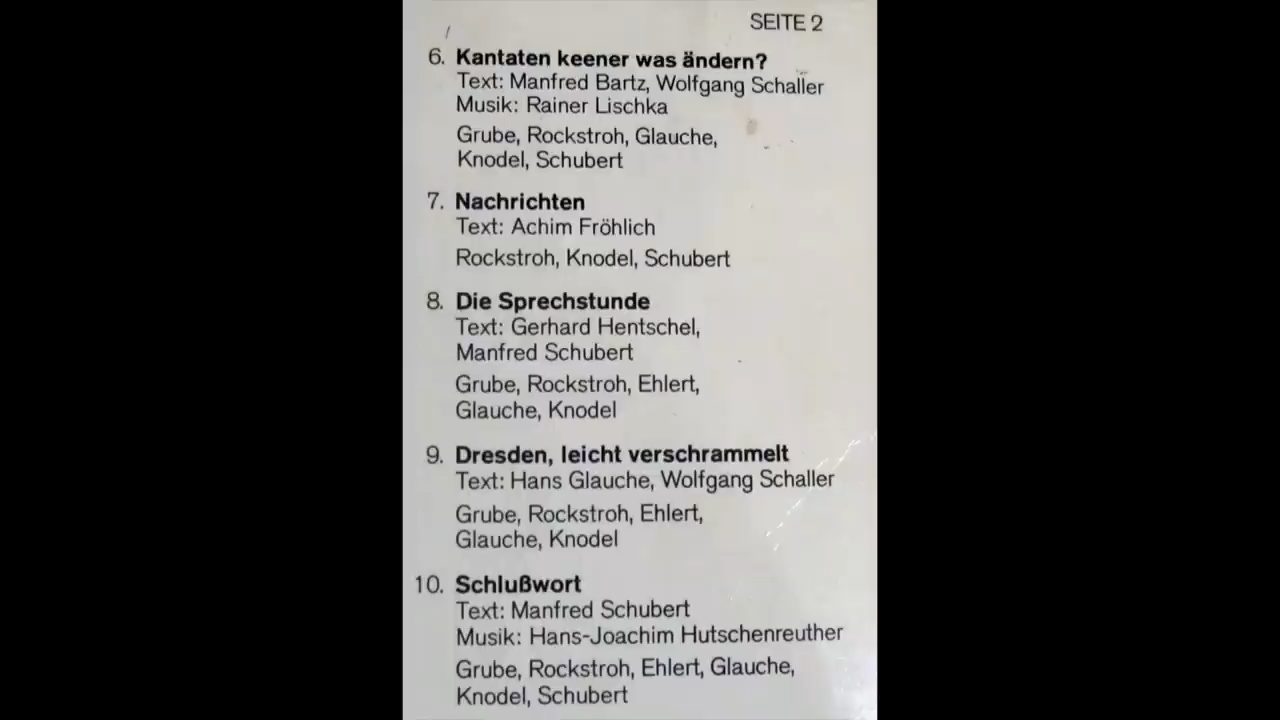 SEITE 2
6. Kantaten keener was ändern?
Text: Manfred Bartz, Wolfgang Schaller
Musik: Rainer Lischka
Grube, Rockstroh, Glauche,
Knodel, Schubert
7. Nachrichten
Text: Achim Fröhlich
Rockstroh, Knodel, Schubert
8. Die Sprechstunde
Text: Gerhard Hentschel,
Manfred Schubert
Grube, Rockstroh, Ehlert,
Glauche, Knodel
9. Dresden, leicht verschrammelt
Text: Hans Glauche, Wolfgang Schaller
Grube, Rockstroh, Ehlert,
Glauche, Knodel
10. Schlußwort
Text: Manfred Schubert
Musik: Hans-Joachim Hutschenreuther
Grube, Rockstroh, Ehlert, Glauche,
Knodel, Schubert